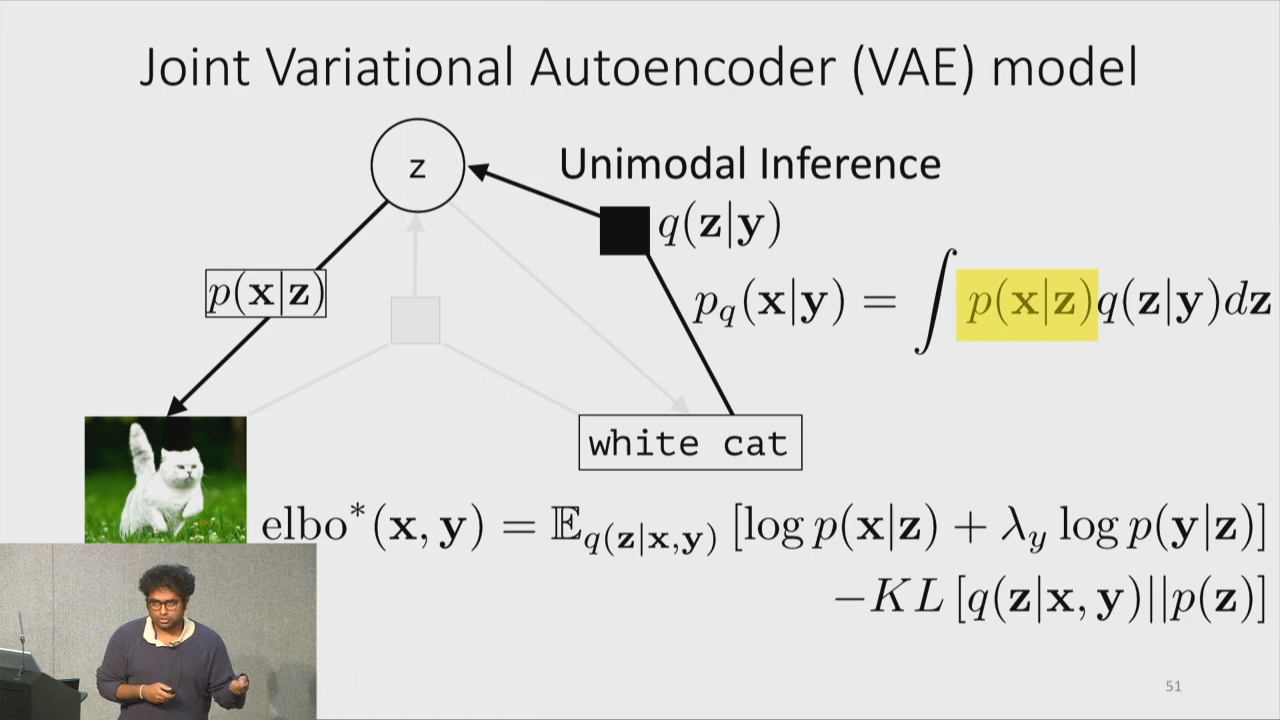 Joint Variational Autoencoder (VAE) model
z
Unimodal Inference
q(z|y)
p(x|z)
p_q(x|y) = ∫ p(x|z)q(z|y)dz
white cat
elbo*(x, y) = 𝔼_{q(z|x,y)} [log p(x|z) + λ_y log p(y|z)]
−KL [q(z|x, y)||p(z)]
51